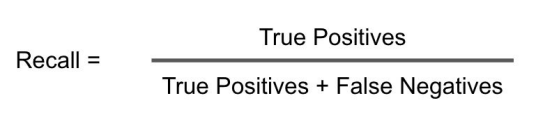 True Positives
Recall =
True Positives + False Negatives